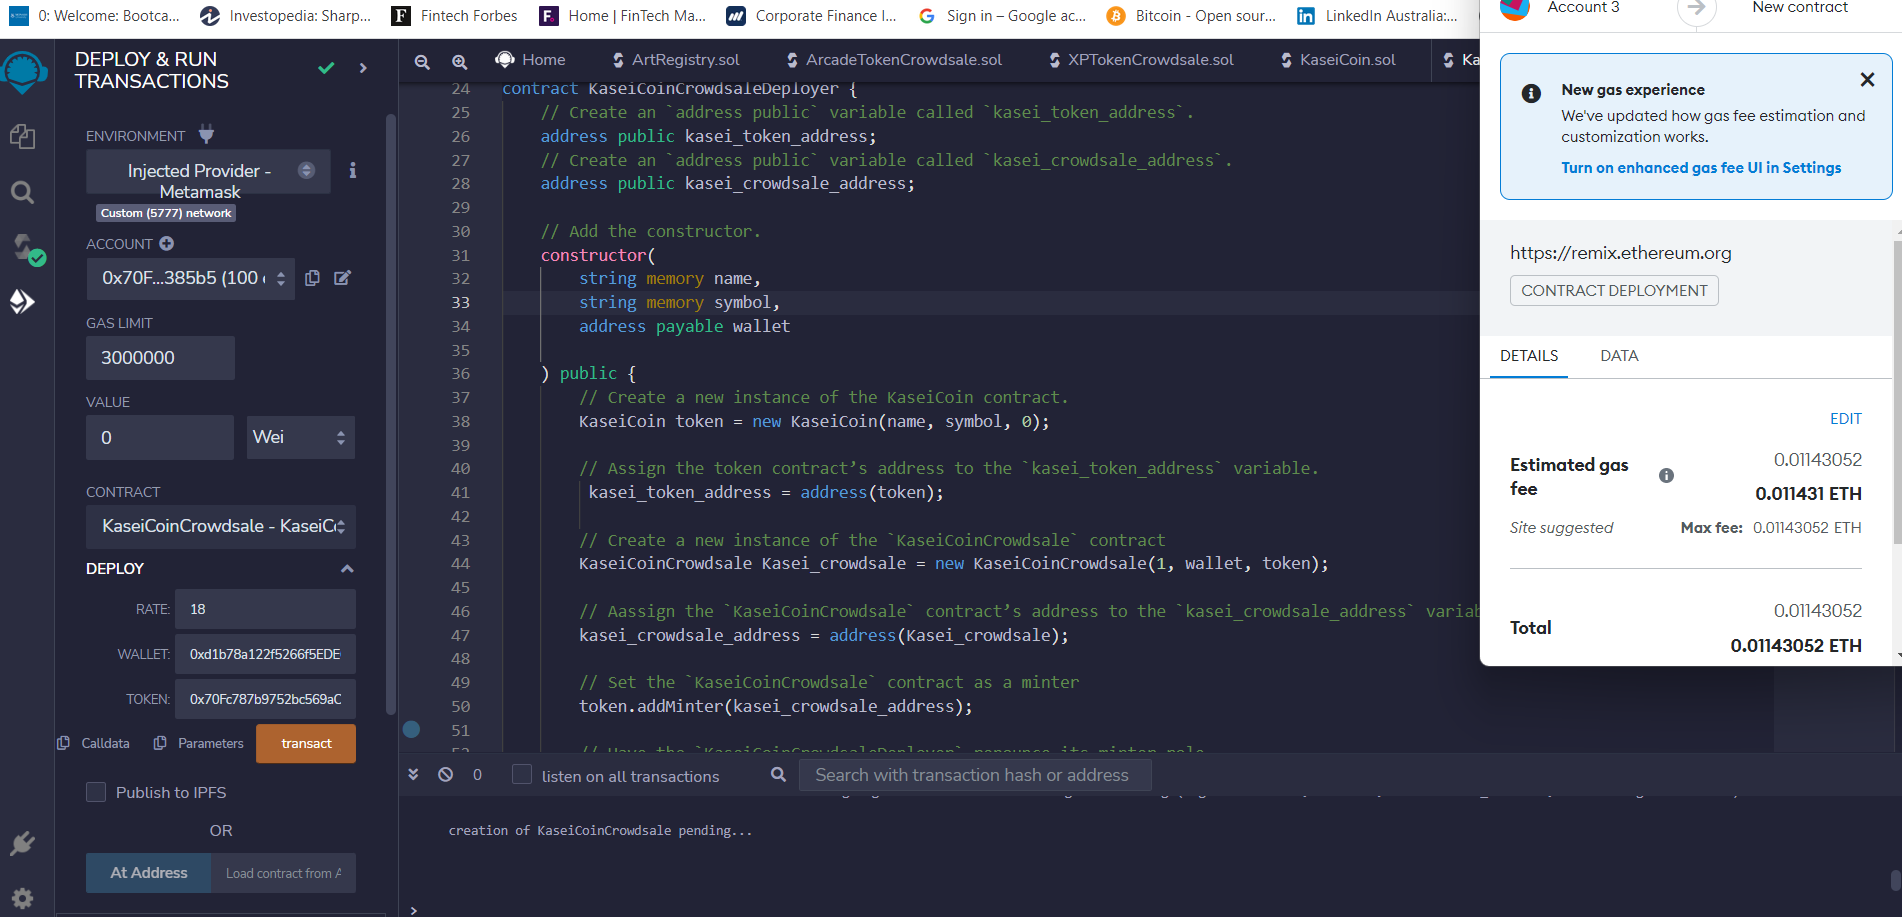 0: Welcome: Bootca...
Investopedia: Sharp...
Fintech Forbes
Home | FinTech Ma...
Corporate Finance I...
Sign in – Google ac...
Bitcoin - Open sour...
LinkedIn Australia:...
DEPLOY & RUN
TRANSACTIONS
ENVIRONMENT
Injected Provider -
Metamask
Custom (5777) network
ACCOUNT
0x70F...385b5 (100
GAS LIMIT
3000000
VALUE
0
Wei
CONTRACT
KaseiCoinCrowdsale - KaseiCo
DEPLOY
RATE: 18
WALLET: 0xd1b78a122f5266f5EDE
TOKEN: 0x70Fc787b9752bc569aC
Calldata
Parameters
transact
Publish to IPFS
OR
At Address
Load contract from A
Home
ArtRegistry.sol
ArcadeTokenCrowdsale.sol
XPTokenCrowdsale.sol
KaseiCoin.sol
Ka
24 contract KaseiCoinCrowdsaleDeployer {
25 // Create an `address public` variable called `kasei_token_address`.
26 address public kasei_token_address;
27 // Create an `address public` variable called `kasei_crowdsale_address`.
28 address public kasei_crowdsale_address;
29
30 // Add the constructor.
31 constructor(
32 string memory name,
33 string memory symbol,
34 address payable wallet
35
36 ) public {
37 // Create a new instance of the KaseiCoin contract.
38 KaseiCoin token = new KaseiCoin(name, symbol, 0);
39
40 // Assign the token contract’s address to the `kasei_token_address` variable.
41 kasei_token_address = address(token);
42
43 // Create a new instance of the `KaseiCoinCrowdsale` contract
44 KaseiCoinCrowdsale Kasei_crowdsale = new KaseiCoinCrowdsale(1, wallet, token);
45
46 // Aassign the `KaseiCoinCrowdsale` contract’s address to the `kasei_crowdsale_address` variab
47 kasei_crowdsale_address = address(Kasei_crowdsale);
48
49 // Set the `KaseiCoinCrowdsale` contract as a minter
50 token.addMinter(kasei_crowdsale_address);
51
0
listen on all transactions
Search with transaction hash or address
creation of KaseiCoinCrowdsale pending...
>
Account 3
New contract
New gas experience
We've updated how gas fee estimation and
customization works.
Turn on enhanced gas fee UI in Settings
https://remix.ethereum.org
CONTRACT DEPLOYMENT
DETAILS
DATA
EDIT
Estimated gas
fee
0.01143052
0.011431 ETH
Site suggested
Max fee: 0.01143052 ETH
Total
0.01143052
0.01143052 ETH